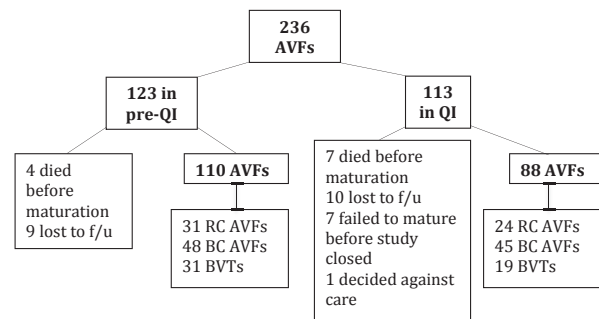 236
AVFs
123 in
pre-QI
113
in QI
4 died
before
maturation
9 lost to f/u
110 AVFs
31 RC AVFs
48 BC AVFs
31 BVTs
7 died before
maturation
10 lost to f/u
7 failed to mature
before study
closed
1 decided against
care
88 AVFs
24 RC AVFs
45 BC AVFs
19 BVTs